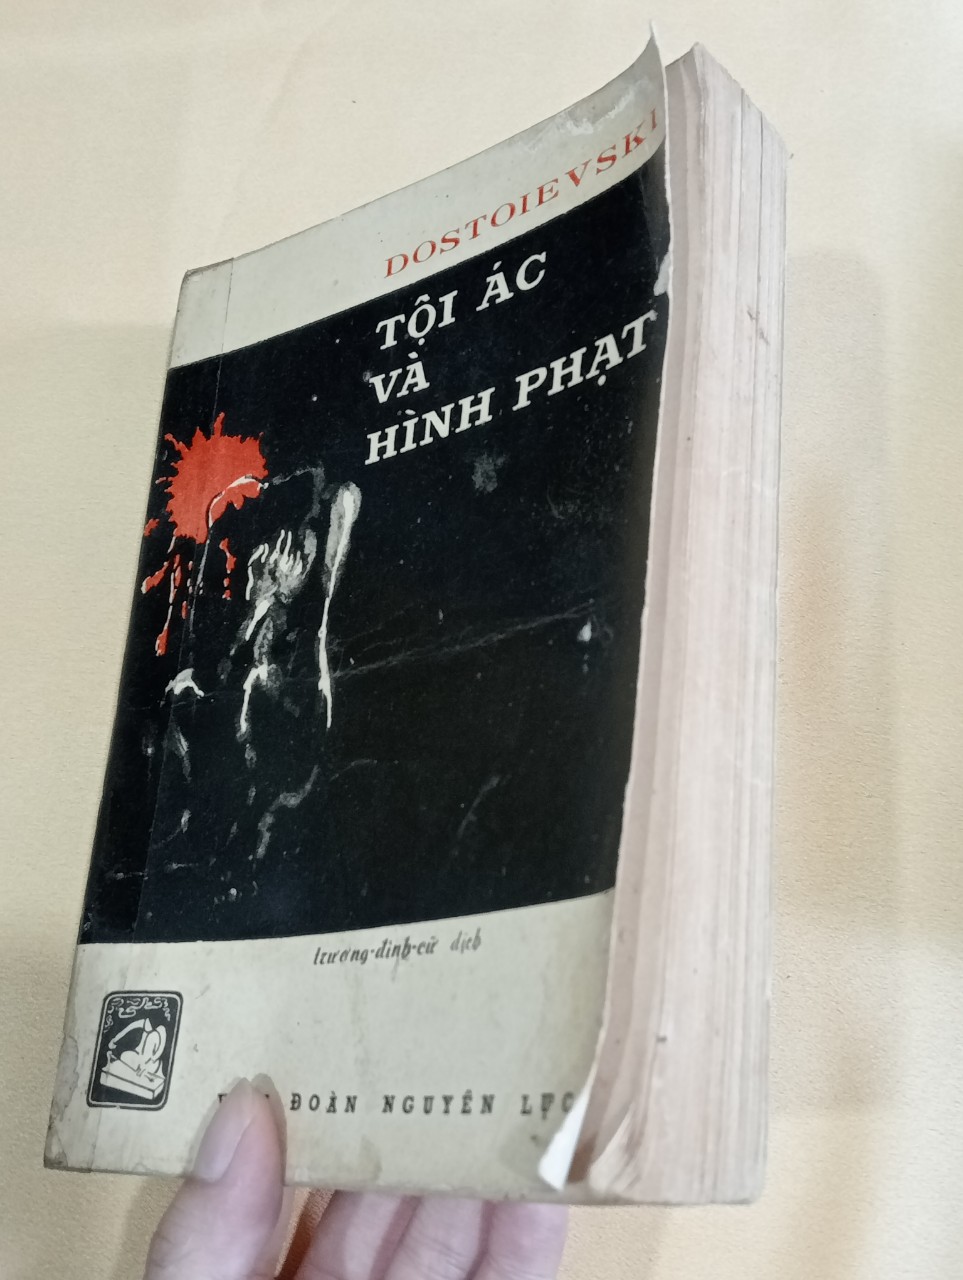 DOSTOIEVSKI
TỘI ÁC
VÀ
HÌNH PHẠT
trương-đình-cử dịch
ĐOÀN NGUYÊN LỰC